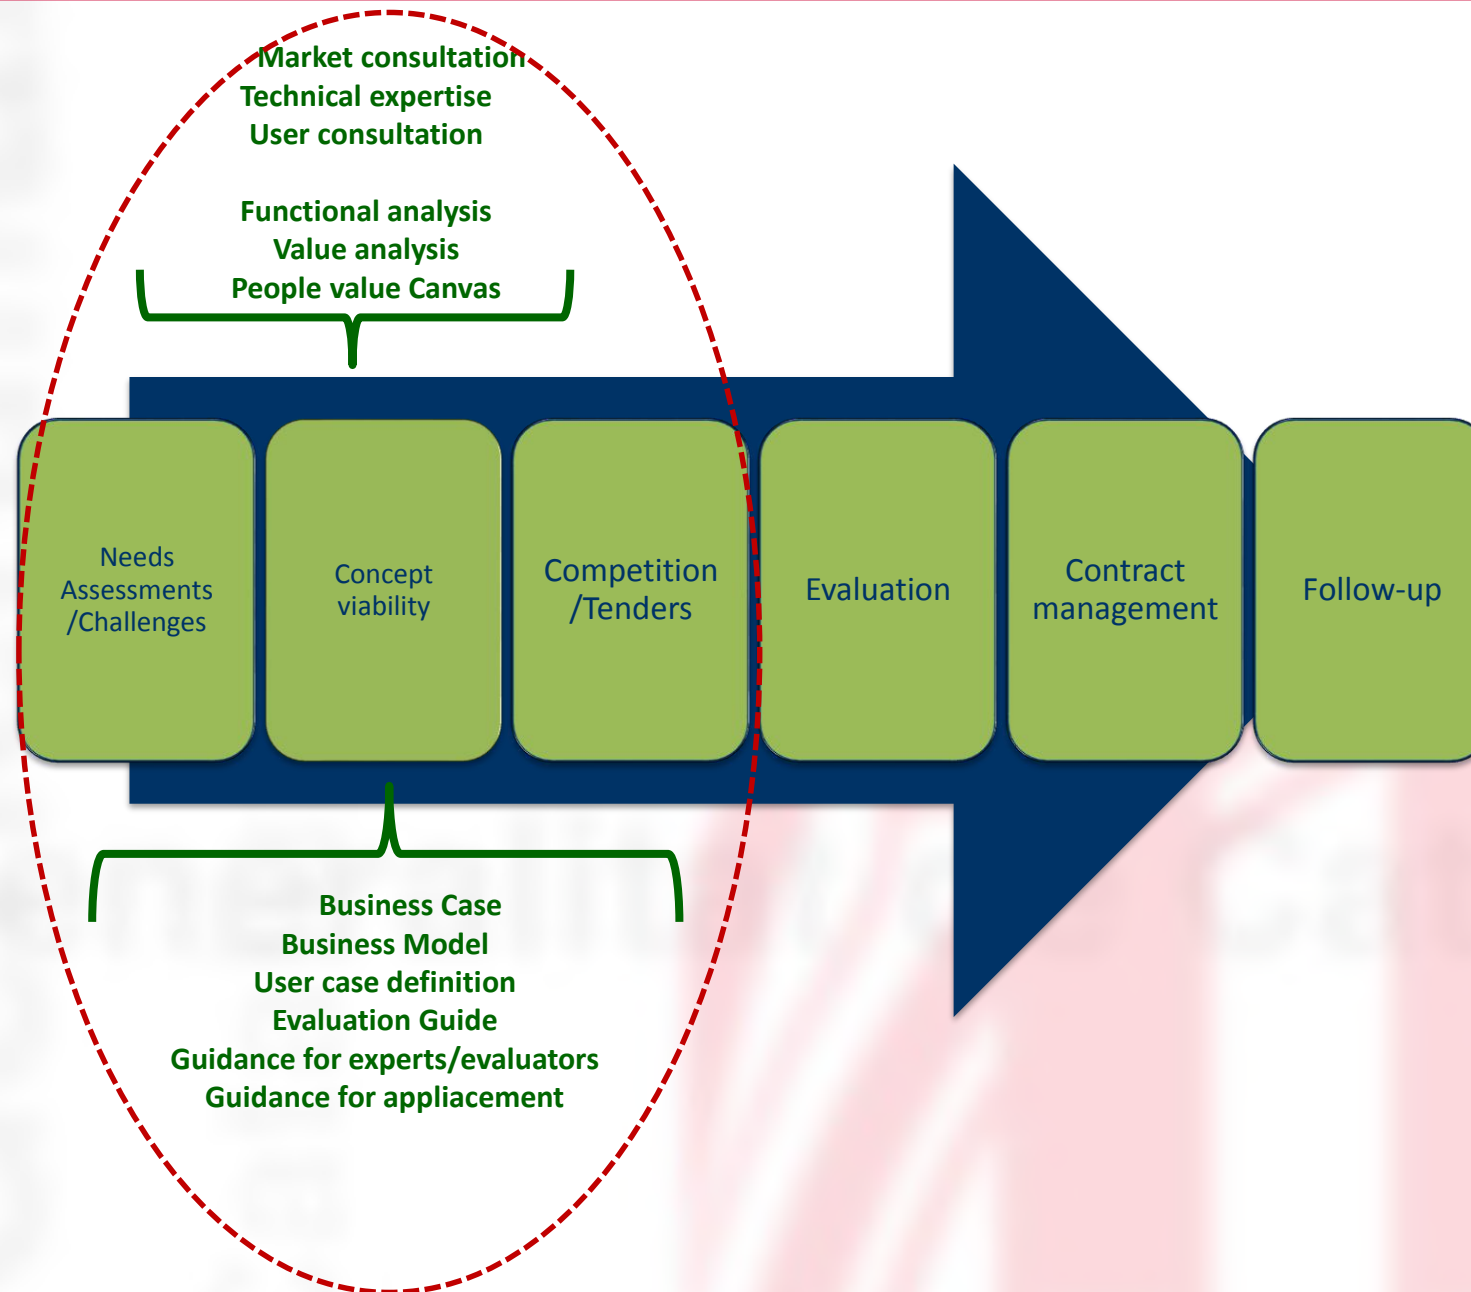 Market consultation
Technical expertise
User consultation
Functional analysis
Value analysis
People value Canvas
Needs
Assessments
/Challenges
Concept
viability
Competition
/Tenders
Evaluation
Contract
management
Follow-up
Business Case
Business Model
User case definition
Evaluation Guide
Guidance for experts/evaluators
Guidance for appliacement